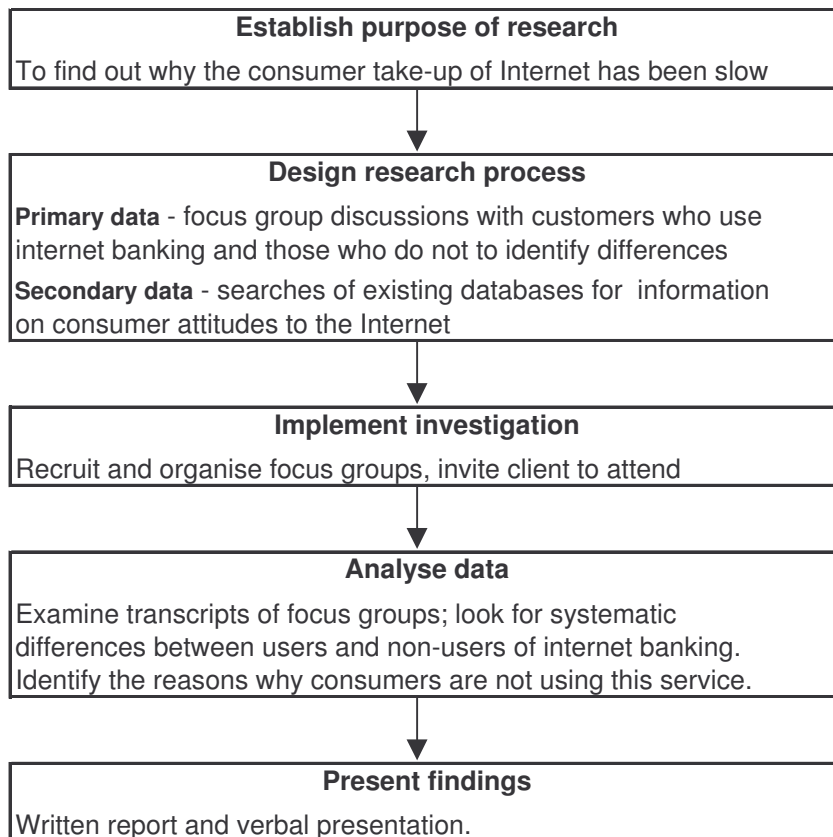 Establish purpose of research
To find out why the consumer take-up of Internet has been slow
Design research process
Primary data - focus group discussions with customers who use
internet banking and those who do not to identify differences
Secondary data - searches of existing databases for information
on consumer attitudes to the Internet
Implement investigation
Recruit and organise focus groups, invite client to attend
Analyse data
Examine transcripts of focus groups; look for systematic
differences between users and non-users of internet banking.
Identify the reasons why consumers are not using this service.
Present findings
Written report and verbal presentation.